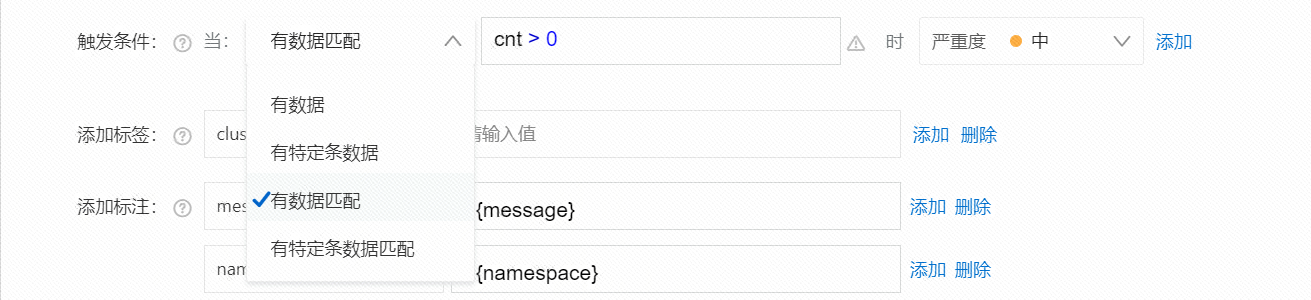 触发条件： 当： 有数据匹配 cnt > 0 时 严重度 中 添加
有数据
添加标签： clus 请输入值 添加 删除
有特定条数据
有数据匹配
添加标注： mes {message} 添加 删除
有特定条数据匹配
nam {namespace} 添加 删除